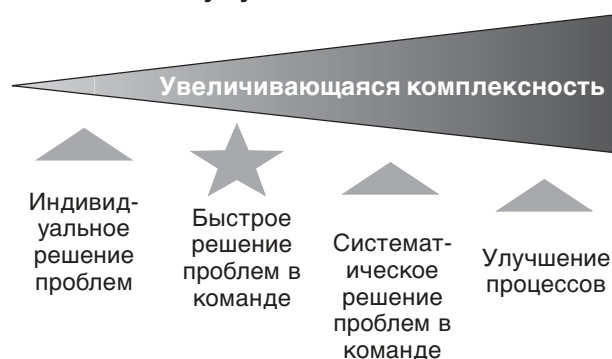 Увеличивающаяся комплексность
Индивид-
уальное
решение
проблем
Быстрое
решение
проблем в
команде
Системат-
ическое
решение
проблем в
команде
Улучшение
процессов